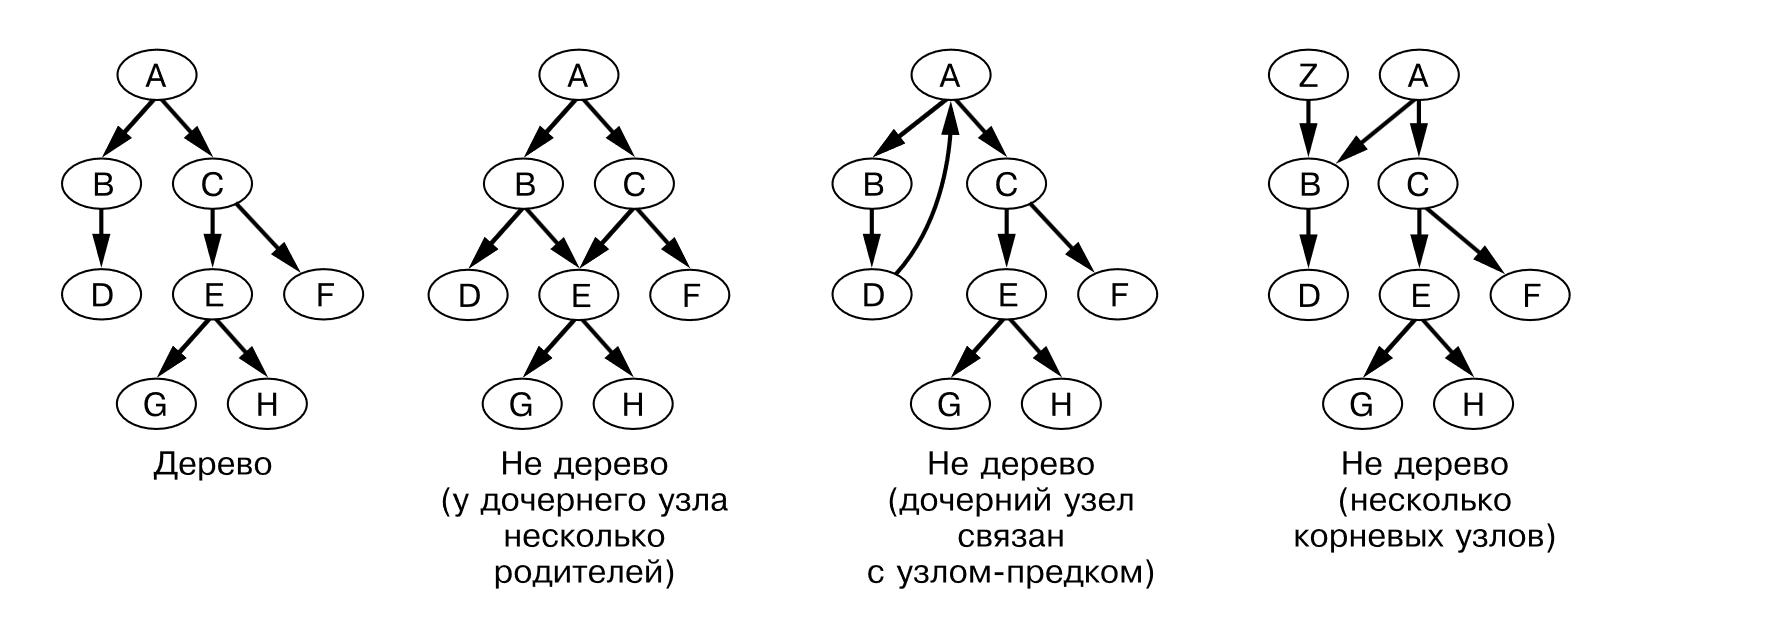 A
B C
D E F
G H
Дерево
A
B C
D E F
G H
Не дерево
(у дочернего узла
несколько
родителей)
A
B C
D E F
G H
Не дерево
(дочерний узел
связан
с узлом-предком)
Z A
B C
D E F
G H
Не дерево
(несколько
корневых узлов)